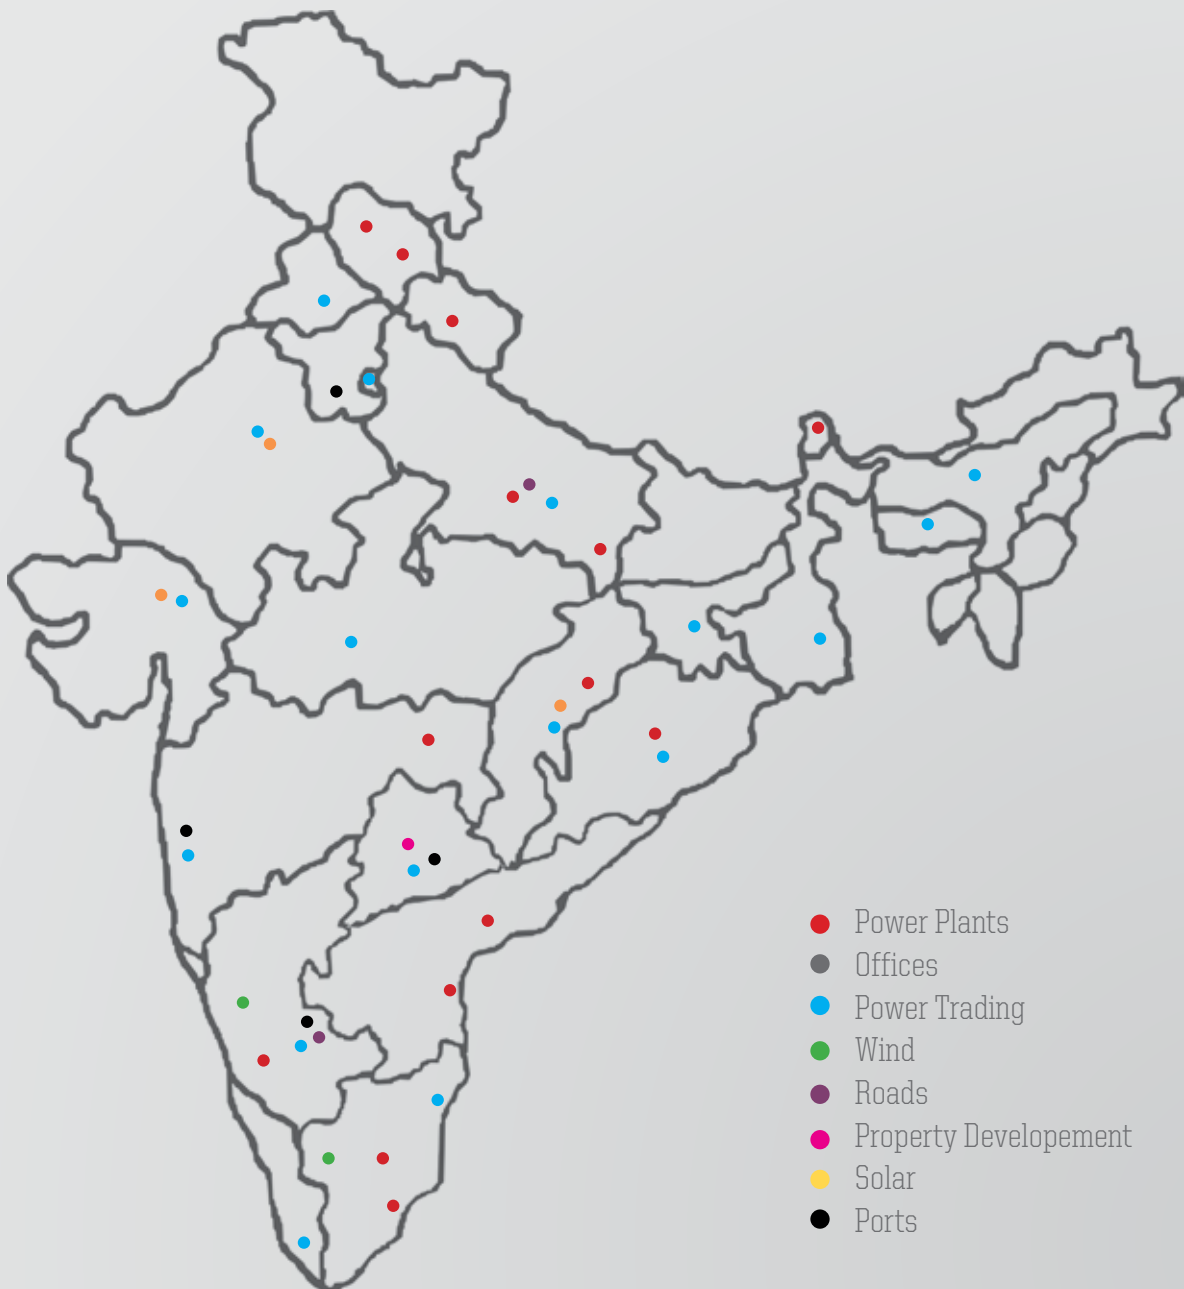 Power Plants
Offices
Power Trading
Wind
Roads
Property Developement
Solar
Ports